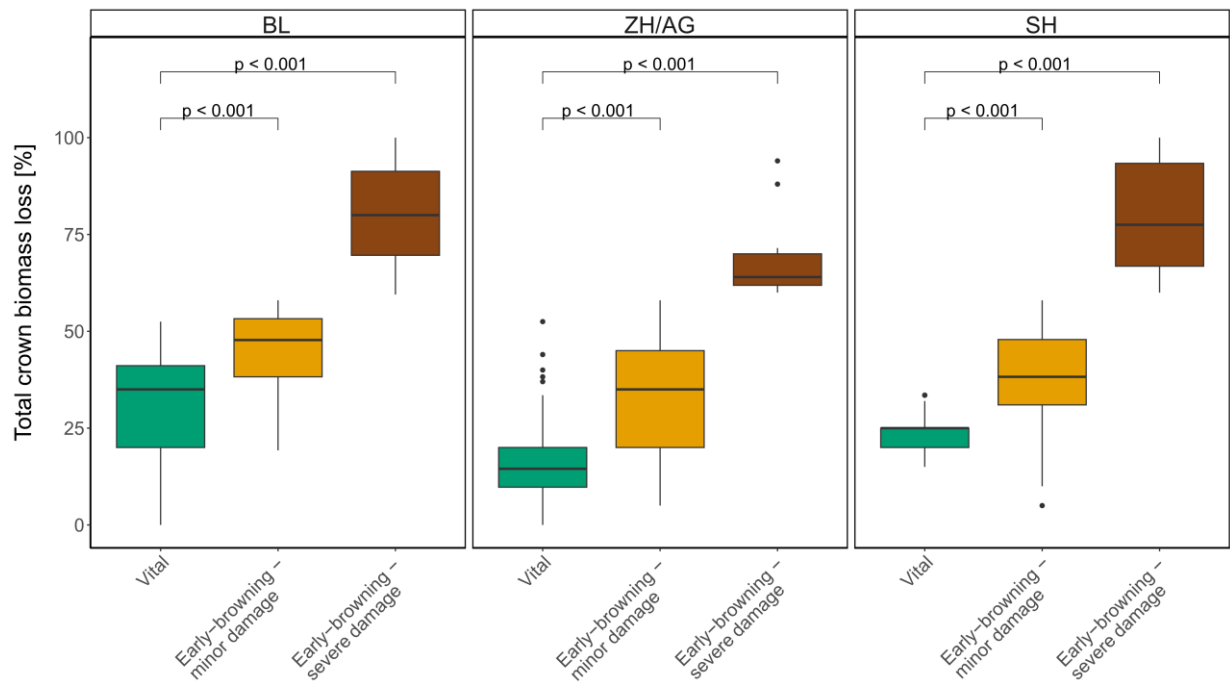 BL
ZH/AG
SH
p < 0.001
p < 0.001
p < 0.001
p < 0.001
p < 0.001
p < 0.001
Total crown biomass loss [%]
100
75
50
25
0
Vital
Early−browning −
minor damage
Early−browning −
severe damage
Vital
Early−browning −
minor damage
Early−browning −
severe damage
Vital
Early−browning −
minor damage
Early−browning −
severe damage